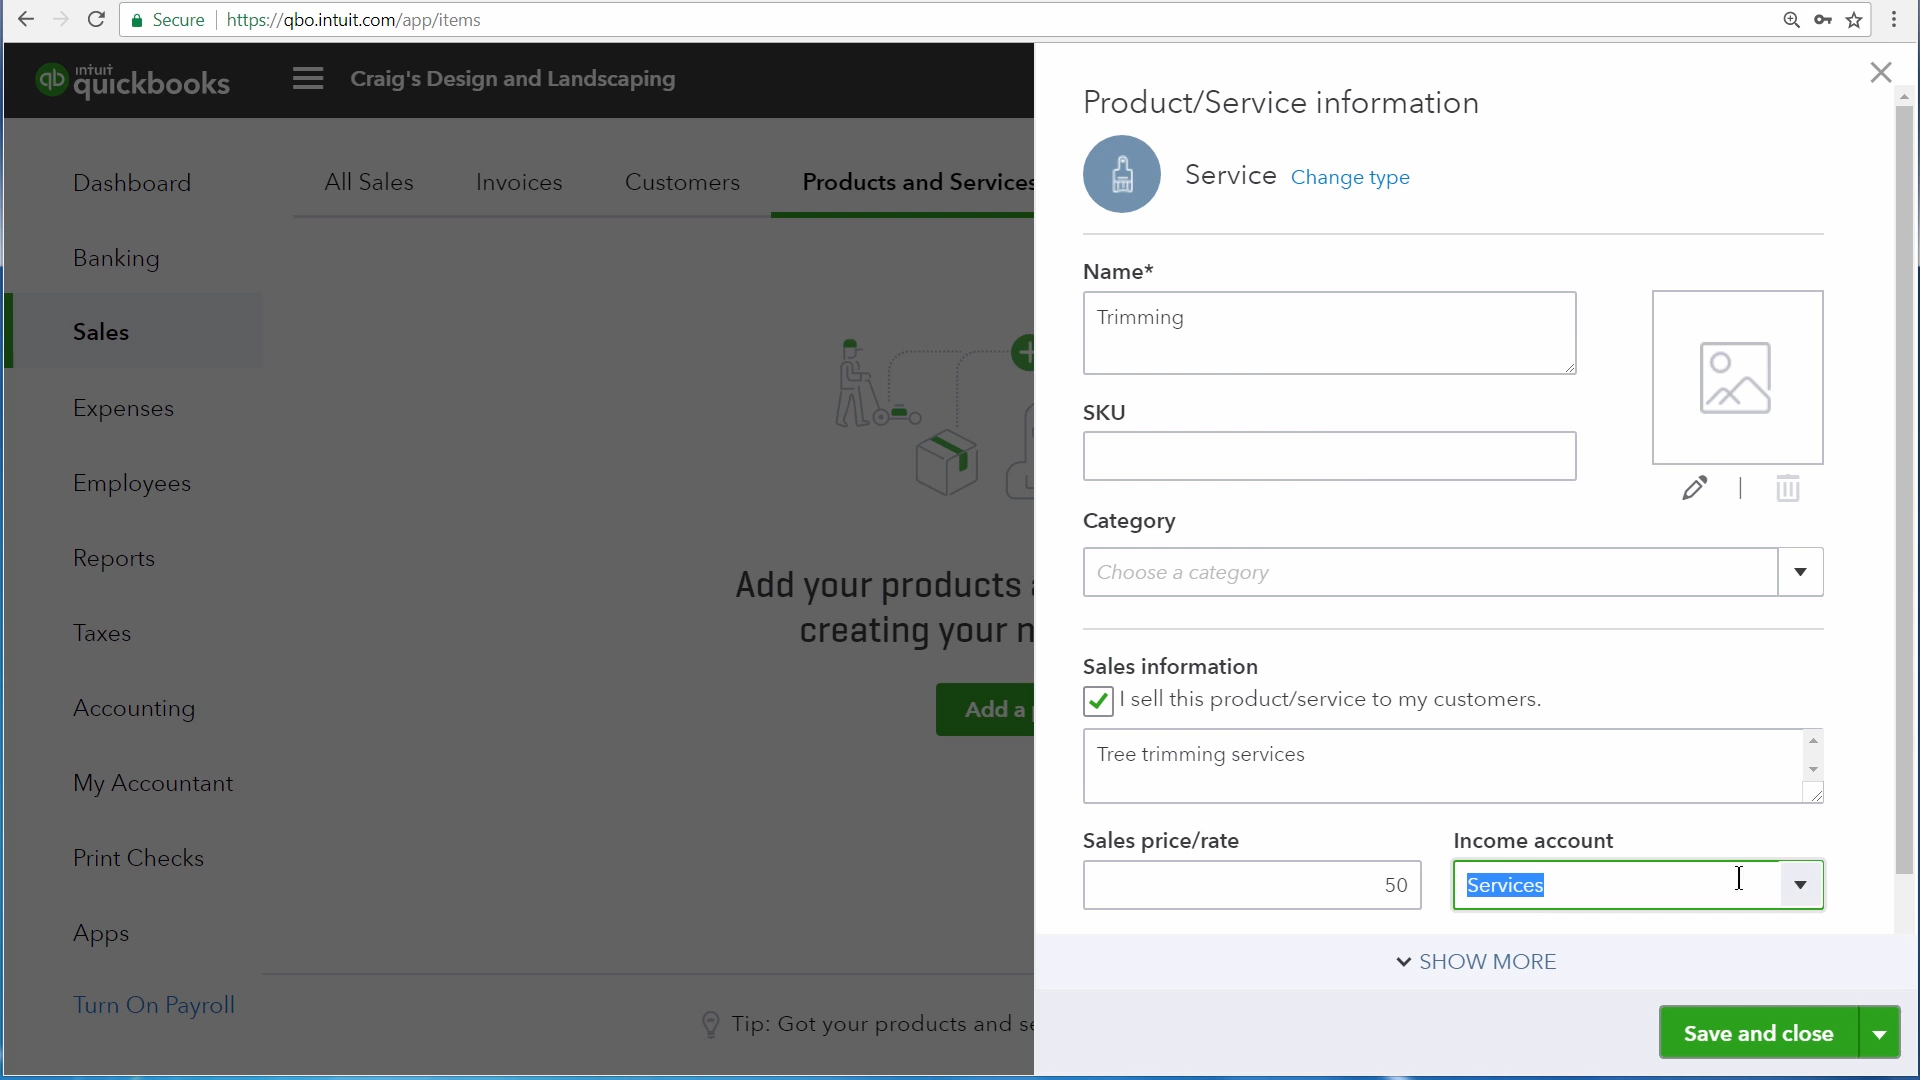 Secure https://qbo.intuit.com/app/items
intuit
qb quickbooks
Craig's Design and Landscaping
Dashboard
Banking
Sales
Expenses
Employees
Reports
Taxes
Accounting
My Accountant
Print Checks
Apps
Turn On Payroll
All Sales Invoices Customers Products and Services
Add your products
creating your
Add a
Tip: Got your products and
Product/Service information
Service Change type
Name*
Trimming
SKU
Category
Choose a category
Sales information
I sell this product/service to my customers.
Tree trimming services
Sales price/rate Income account
50 Services
SHOW MORE
Save and close